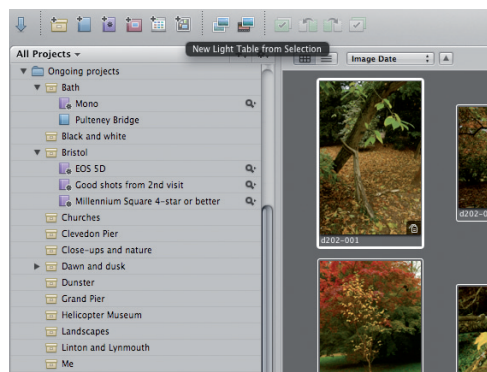 New Light Table from Selection
All Projects
Image Date
Ongoing projects
Bath
Mono
Pulteney Bridge
Black and white
Bristol
EOS 5D
Good shots from 2nd visit
Millennium Square 4-star or better
Churches
Clevedon Pier
Close-ups and nature
Dawn and dusk
Dunster
Grand Pier
Helicopter Museum
Landscapes
Linton and Lynmouth
Me
d202-001